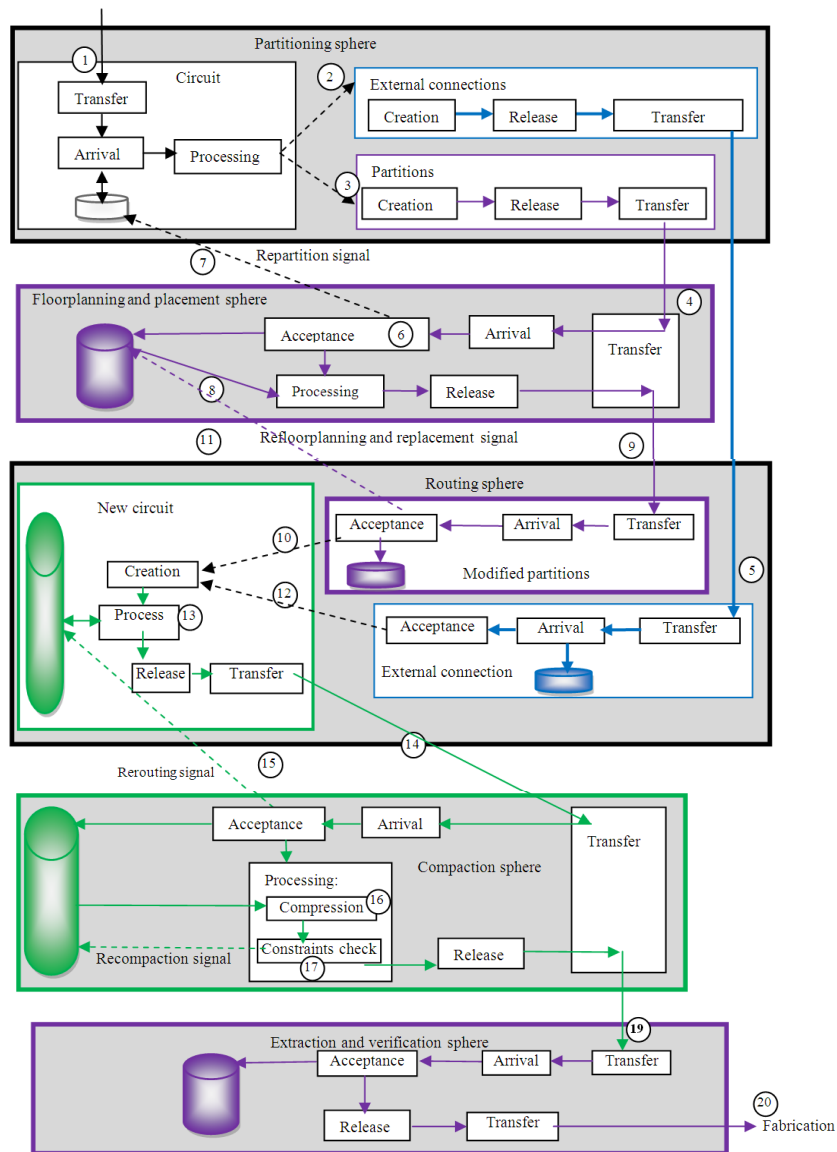 Partitioning sphere
1
Circuit
2
External connections
Transfer
Creation
Release
Transfer
Arrival
Processing
Partitions
3
Creation
Release
Transfer
7
Repartition signal
Floorplanning and placement sphere
4
Acceptance
6
Arrival
Transfer
8
Processing
Release
11
Refloorplanning and replacement signal
9
Routing sphere
New circuit
Acceptance
Arrival
Transfer
10
Creation
Modified partitions
5
12
Process
13
Acceptance
Arrival
Transfer
Release
Transfer
External connection
14
15
Rerouting signal
Acceptance
Arrival
Transfer
Compaction sphere
Processing:
Compression
16
Recompaction signal
Constraints check
Release
17
19
Extraction and verification sphere
Acceptance
Arrival
Transfer
20
Release
Transfer
Fabrication